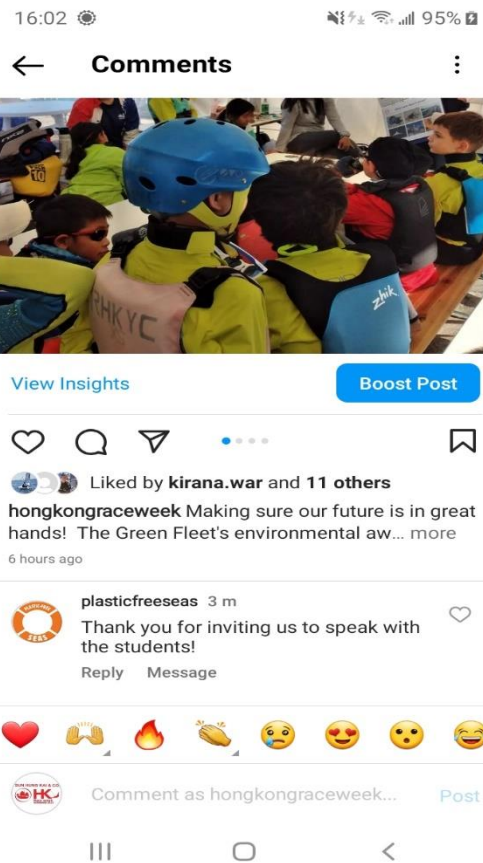 16:02
95%
Comments
10
RHKYC
zhik
View Insights
Boost Post
Liked by kirana.war and 11 others
hongkongraceweek Making sure our future is in great
hands! The Green Fleet's environmental aw... more
6 hours ago
plasticfreeseas 3 m
Thank you for inviting us to speak with
the students!
Reply Message
SEAS
HK
Comment as hongkongraceweek...
Post